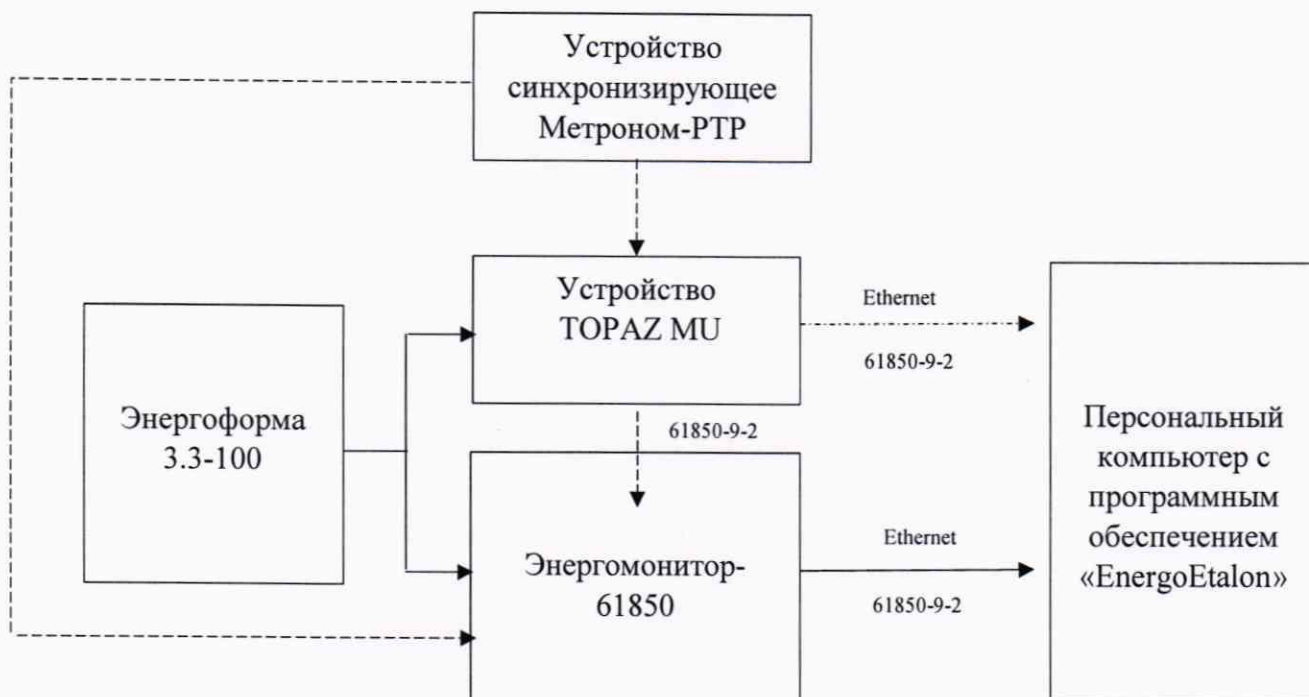 Устройство
синхронизирующее
Метроном-PTP
Устройство
TOPAZ MU
Ethernet
61850-9-2
Энергоформа
3.3-100
61850-9-2
Энергомонитор-
61850
Ethernet
61850-9-2
Персональный
компьютер с
программным
обеспечением
«EnergoEtalon»